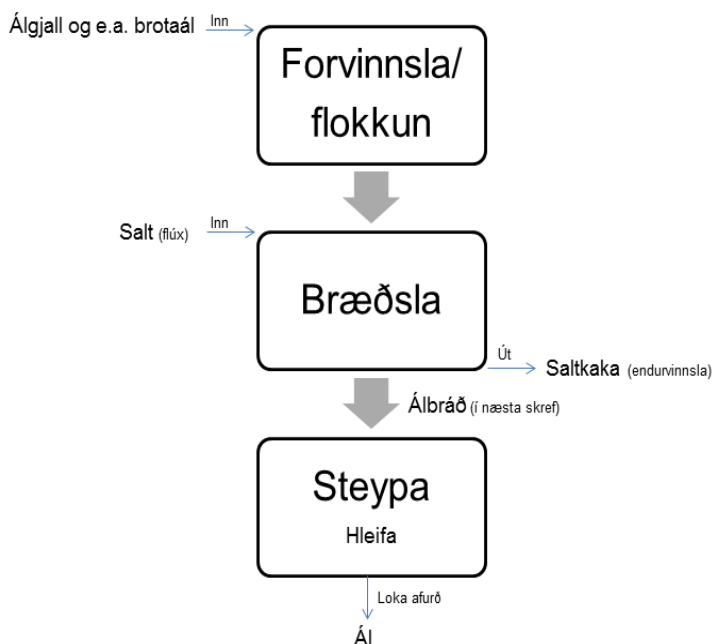 Álgjall og e.a. brotaál
Inn
Forvinnsla/
flokkun
Salt (flúx)
Inn
Bræðsla
Út
Saltkaka (endurvinnsla)
Álbráð (í næsta skref)
Steypa
Hleifa
Loka afurð
Ál